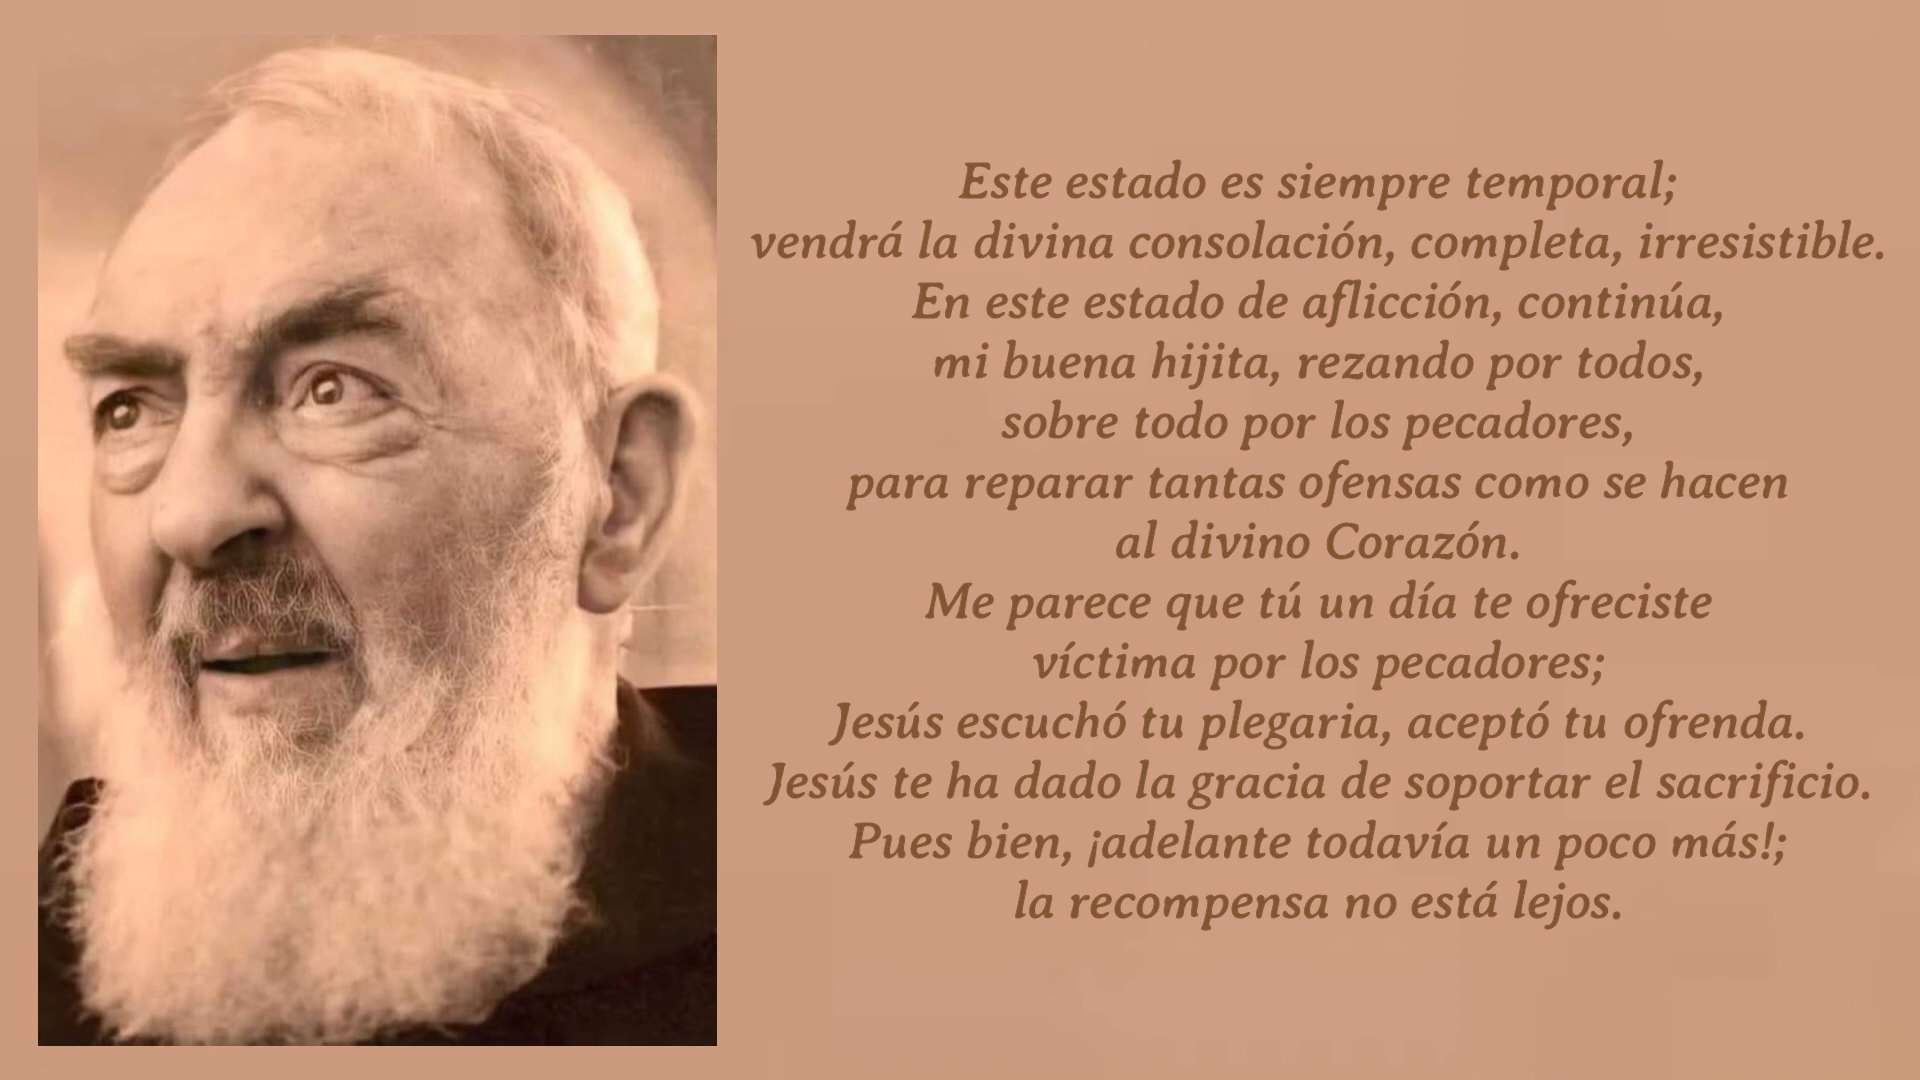 Este estado es siempre temporal;
vendrá la divina consolación, completa, irresistible.
En este estado de aflicción, continúa,
mi buena hijita, rezando por todos,
sobre todo por los pecadores,
para reparar tantas ofensas como se hacen
al divino Corazón.
Me parece que tú un día te ofreciste
víctima por los pecadores;
Jesús escuchó tu plegaria, aceptó tu ofrenda.
Jesús te ha dado la gracia de soportar el sacrificio.
Pues bien, ¡adelante todavía un poco más!;
la recompensa no está lejos.